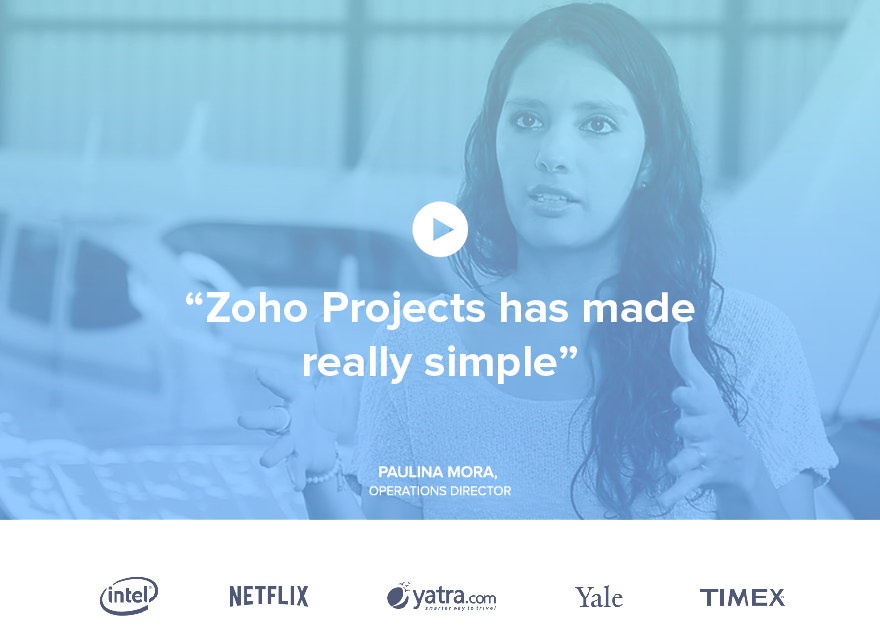 “Zoho Projects has made
really simple”
PAULINA MORA,
OPERATIONS DIRECTOR
intel
NETFLIX
yatra.com
smarter way to travel
Yale
TIMEX